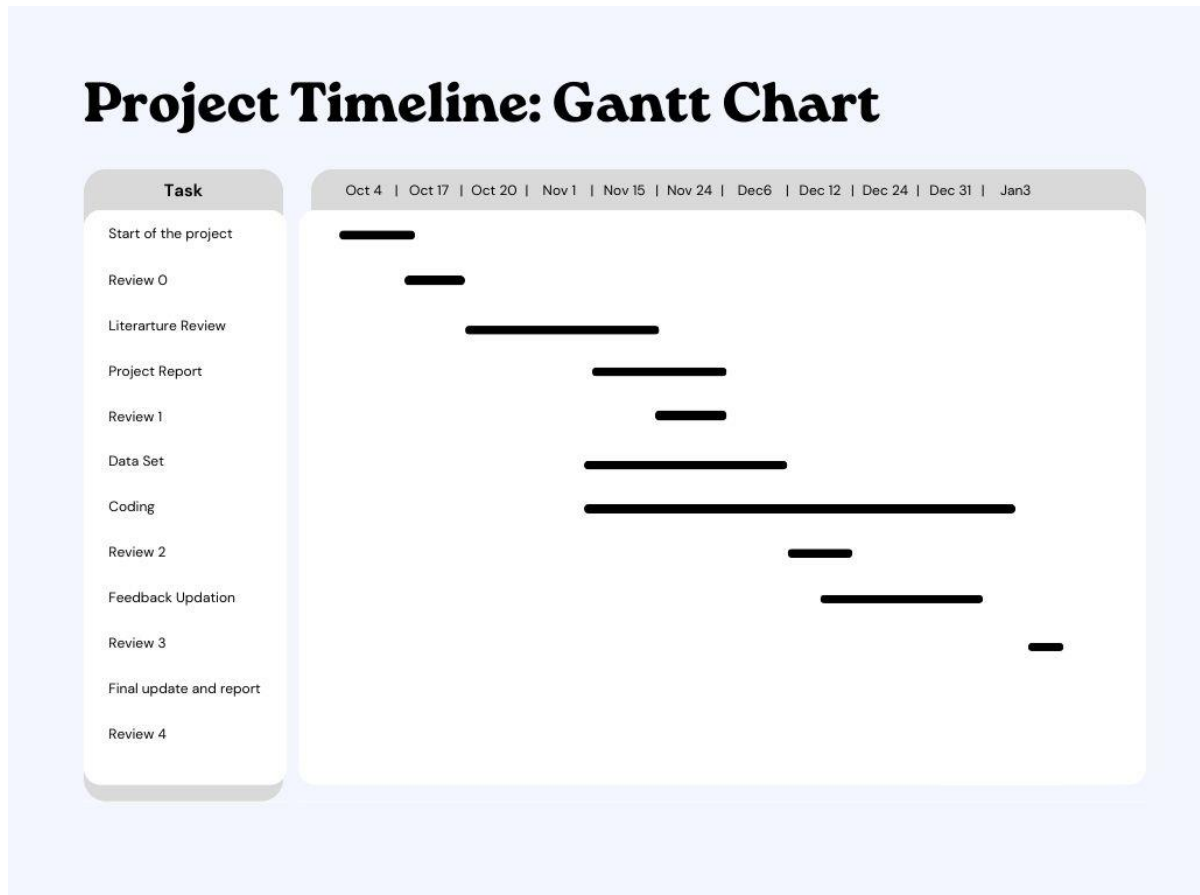 Project Timeline: Gantt Chart
Task
Oct 4 | Oct 17 | Oct 20 | Nov 1 | Nov 15 | Nov 24 | Dec6 | Dec 12 | Dec 24 | Dec 31 | Jan3
Start of the project
Review 0
Literarture Review
Project Report
Review 1
Data Set
Coding
Review 2
Feedback Updation
Review 3
Final update and report
Review 4